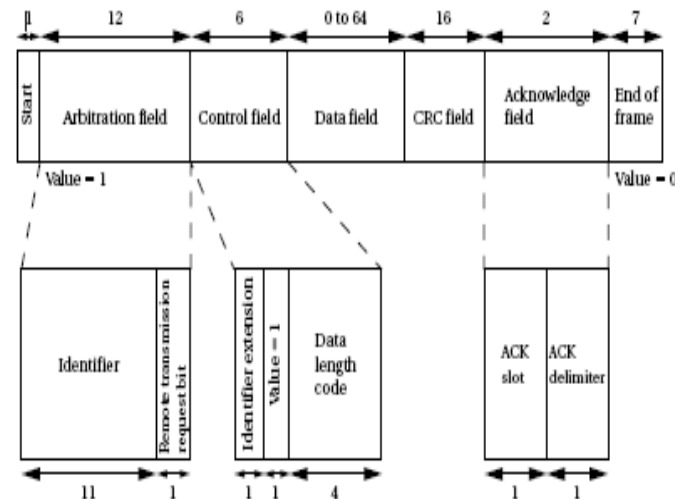 1 12 6 0 to 64 16 2 7
Start
Arbitration field
Control field
Data field
CRC field
Acknowledge
field
End of
frame
Value = 1
Value = 0
Identifier
Remote transmission
request bit
Identifier extension
Value = 1
Data
length
code
ACK
slot
ACK
delimiter
11 1 1 1 4 1 1